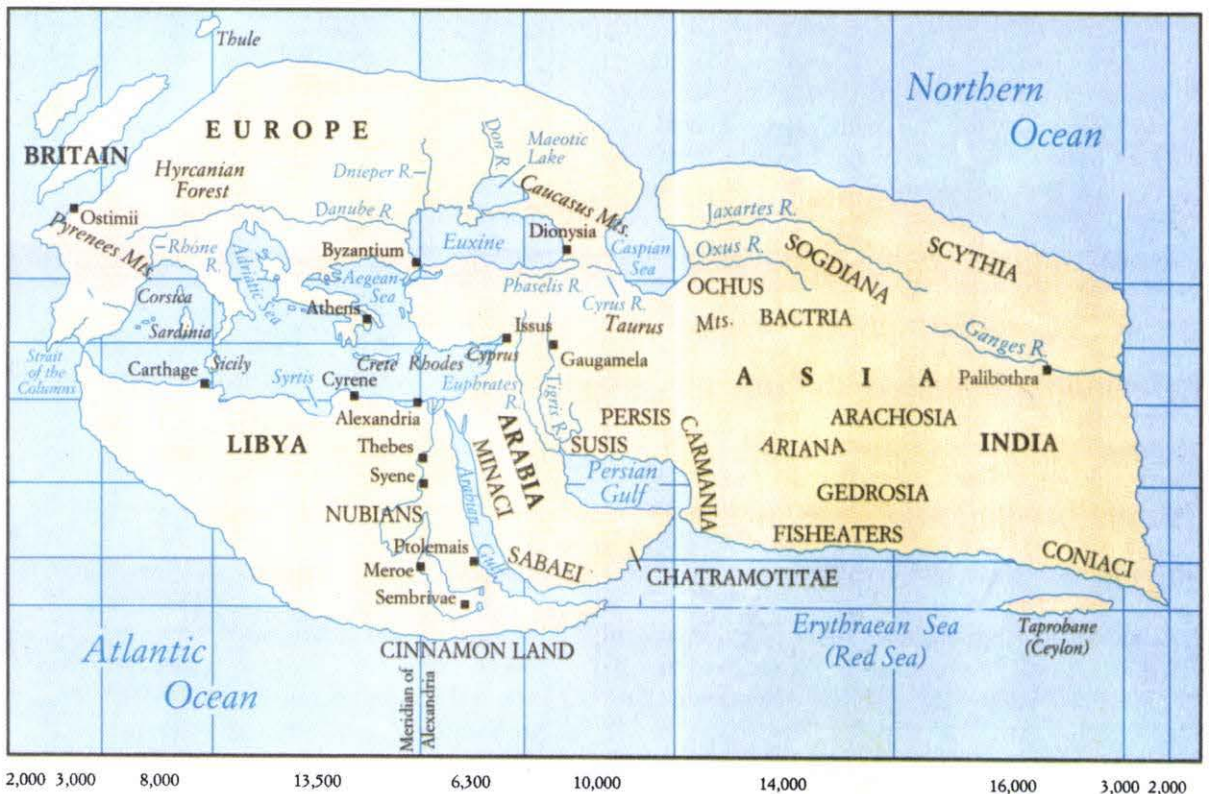 Thule
Northern
Ocean
EUROPE
BRITAIN
Hyrcanian
Forest
Dnieper R.
Don R.
Maeotic
Lake
Caucasus Mts.
Ostimii
Pyrenees Mts.
Danube R.
Rhóne
R.
Adriatic Sea
Byzantium
Euxine
Dionysia
Caspian
Sea
Jaxartes R.
Oxus R.
SOGDIANA
SCYTHIA
Corsica
Sardinia
Aegean
Sea
Athens
Phaselis R.
Cyrus R.
OCHUS
Taurus
Mts.
BACTRIA
Issus
Gaugamela
Ganges R.
Strait
of the
Columns
Carthage
Sicily
Syrtis
Crete
Rhodes
Cyprus
Cyrene
Euphrates
R.
Tigris R.
ASIA
Palibothra
Alexandria
PERSIS
ARACHOSIA
LIBYA
Thebes
ARABIA
SUSIS
CARMANIA
ARIANA
INDIA
Syene
MINACI
Persian
Gulf
GEDROSIA
NUBIANS
Arabian
Gulf
FISHEATERS
Ptolemais
SABAEI
CONIACI
Meroe
CHATRAMOTITAE
Sembrivae
Erythraean Sea
(Red Sea)
Taprobane
(Ceylon)
Atlantic
Ocean
CINNAMON LAND
Meridian of
Alexandria
2,000 3,000 8,000 13,500 6,300 10,000 14,000 16,000 3,000 2,000